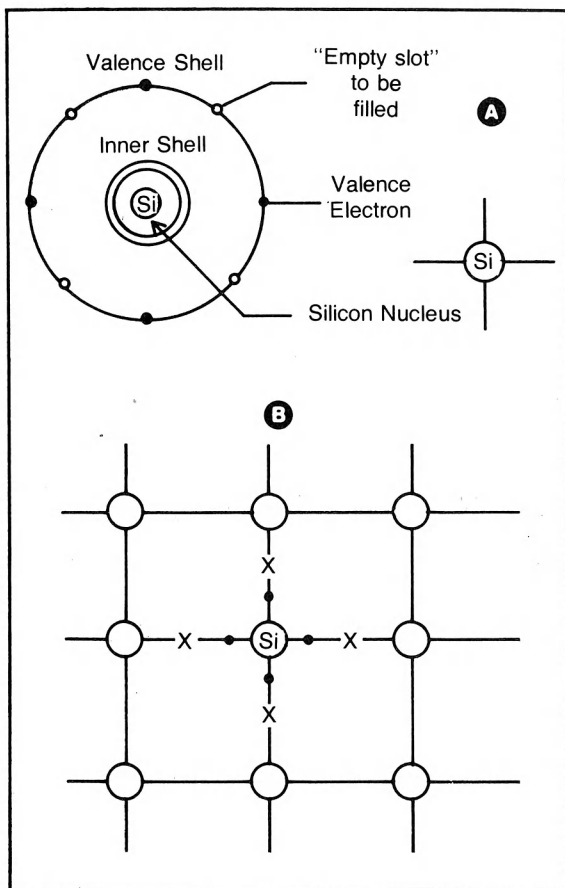 Valence Shell
"Empty slot"
to be
filled
A
Inner Shell
Si
Valence
Electron
Si
Silicon Nucleus
B
X
X
Si
X
X